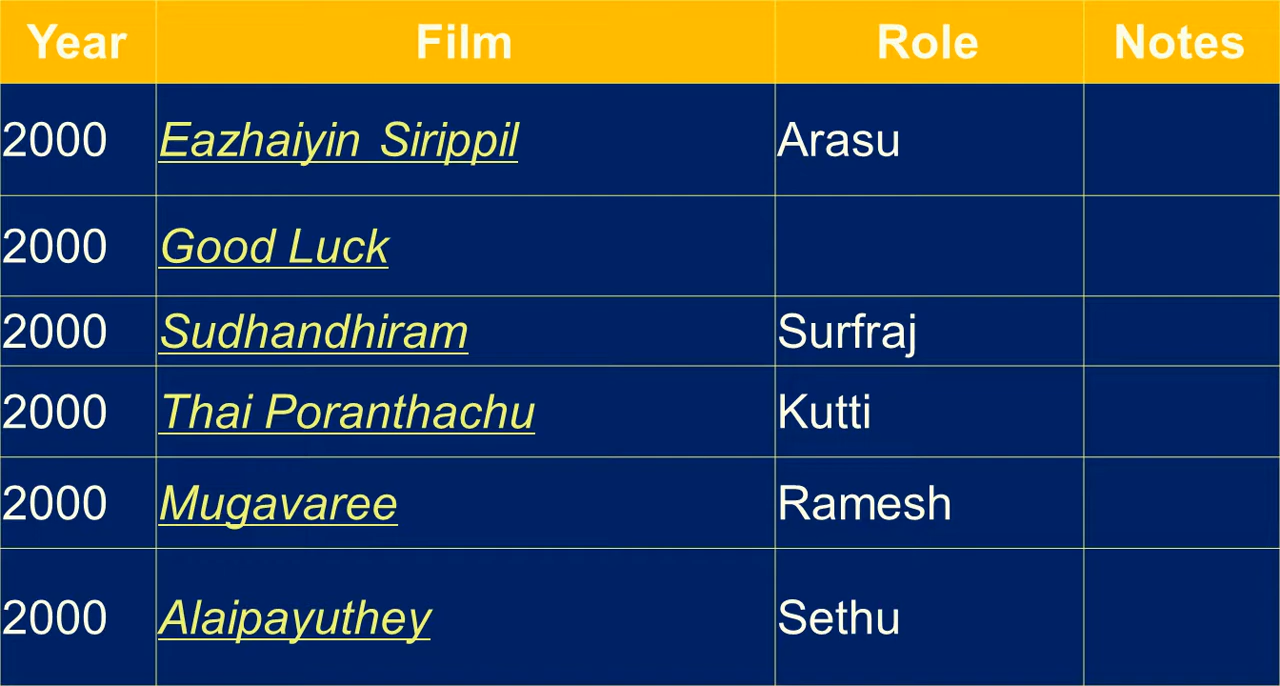 Year Film Role Notes
2000 Eazhaiyin Sirippil Arasu
2000 Good Luck
2000 Sudhandhiram Surfraj
2000 Thai Poranthachu Kutti
2000 Mugavaree Ramesh
2000 Alaipayuthey Sethu